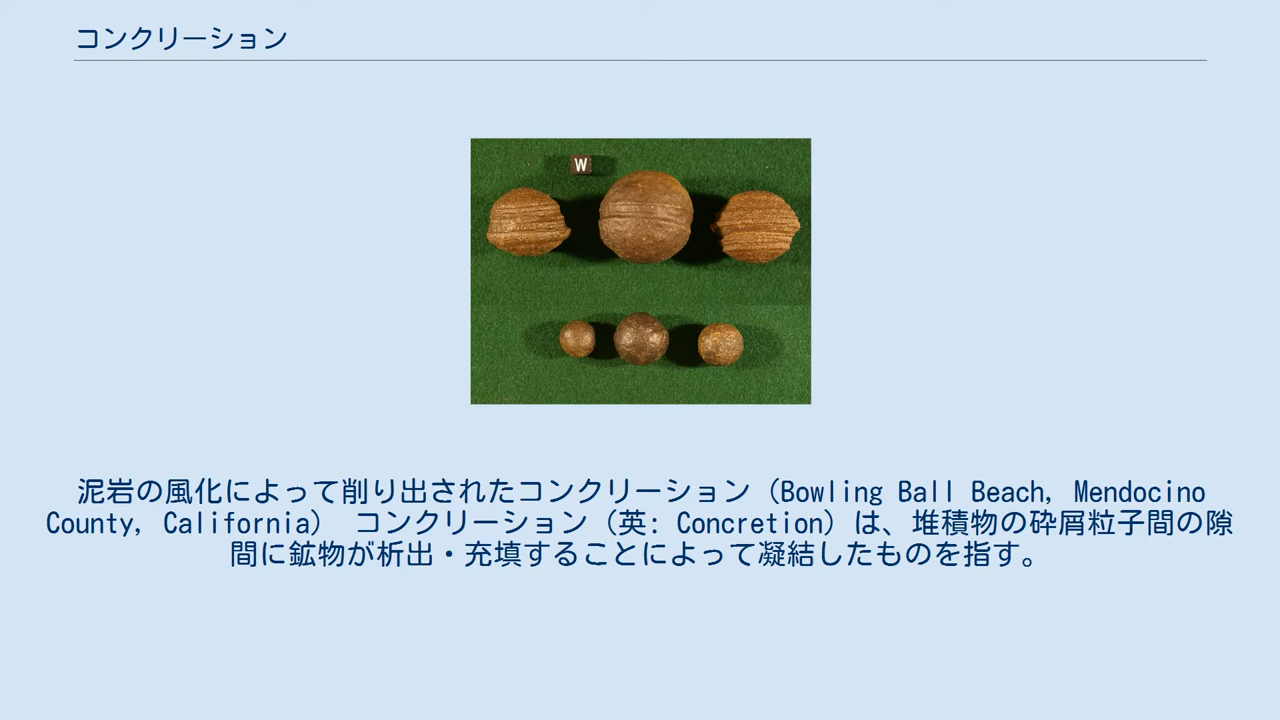 コンクリーション
W
泥岩の風化によって削り出されたコンクリーション（Bowling Ball Beach, Mendocino
County, California） コンクリーション（英: Concretion）は、堆積物の砕屑粒子間の隙
間に鉱物が析出・充填することによって凝結したものを指す。